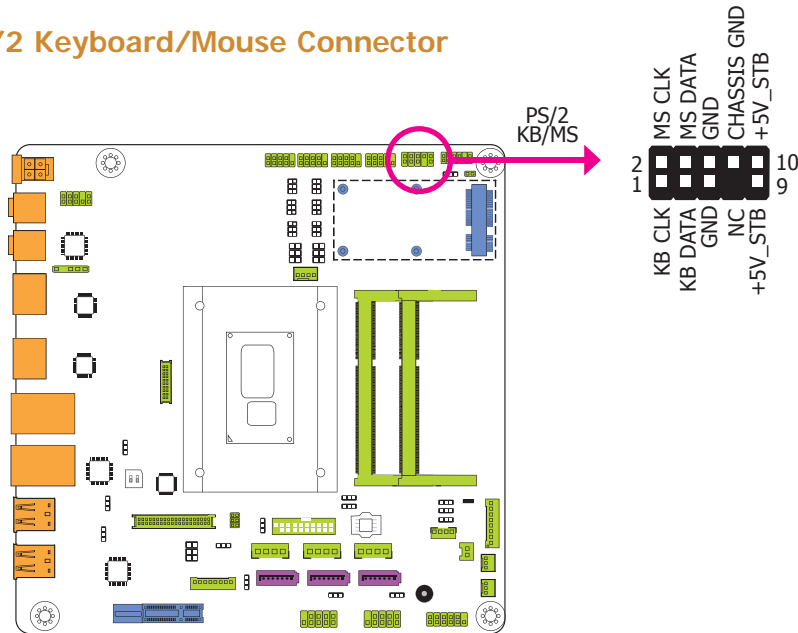 /2 Keyboard/Mouse Connector
PS/2
KB/MS
MS CLK
MS DATA
GND
CHASSIS GND
+5V_STB
2
10
1
9
KB CLK
KB DATA
GND
NC
+5V_STB